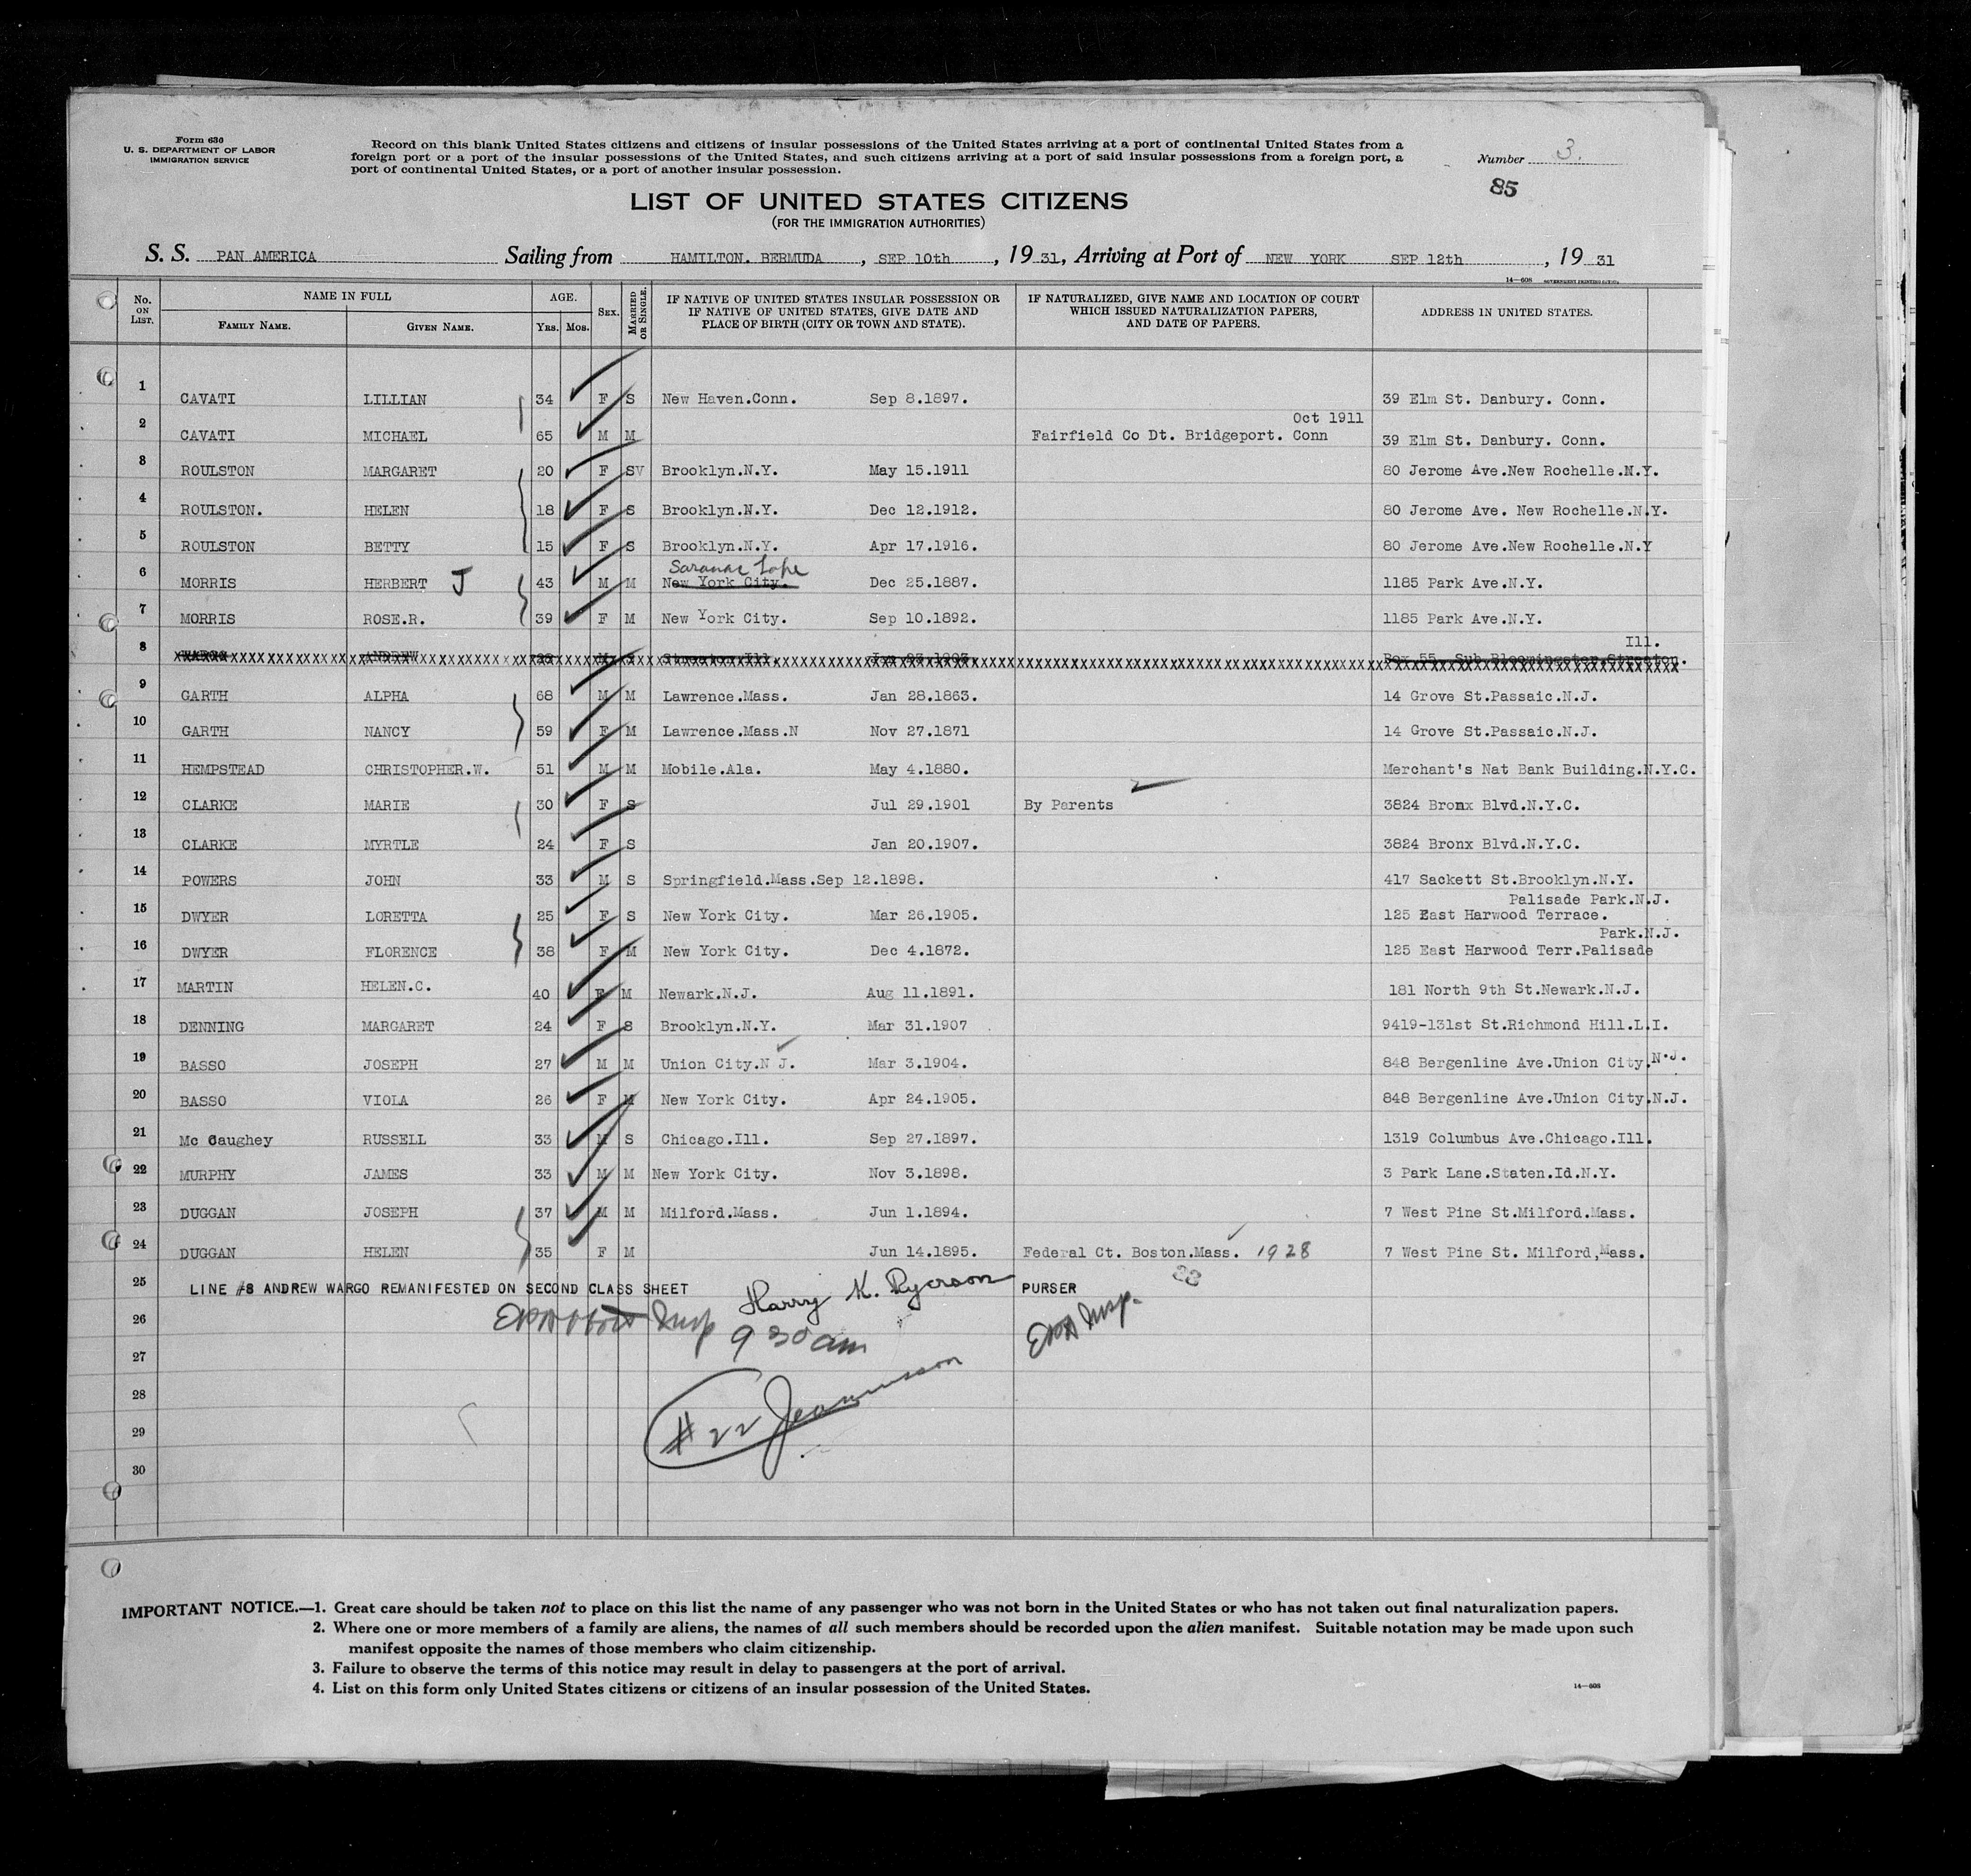 Form 630
U. S. DEPARTMENT OF LABOR
IMMIGRATION SERVICE
Record on this blank United States citizens and citizens of insular possessions of the United States arriving at a port of continental United States from a
foreign port or a port of the insular possessions of the United States, and such citizens arriving at a port of said insular possessions from a foreign port, a
port of continental United States, or a port of another insular possession.
Number 3.
85
LIST OF UNITED STATES CITIZENS
(FOR THE IMMIGRATION AUTHORITIES)
S. S. PAN AMERICA Sailing from HAMILTON. BERMUDA, SEP 10th, 19 31, Arriving at Port of NEW YORK SEP 12th, 19 31
14—608 GOVERNMENT PRINTING OFFICE
No. ON LIST. NAME IN FULL FAMILY NAME. GIVEN NAME. AGE. YRS. MOS. SEX. MARRIED OR SINGLE. IF NATIVE OF UNITED STATES INSULAR POSSESSION OR IF NATIVE OF UNITED STATES, GIVE DATE AND PLACE OF BIRTH (CITY OR TOWN AND STATE). IF NATURALIZED, GIVE NAME AND LOCATION OF COURT WHICH ISSUED NATURALIZATION PAPERS, AND DATE OF PAPERS. ADDRESS IN UNITED STATES.
1 CAVATI LILLIAN 34 F S New Haven.Conn. Sep 8.1897. 39 Elm St. Danbury. Conn.
Oct 1911
2 CAVATI MICHAEL 65 M M Fairfield Co Dt. Bridgeport. Conn 39 Elm St. Danbury. Conn.
3 ROULSTON MARGARET 20 F SV Brooklyn.N.Y. May 15.1911 80 Jerome Ave.New Rochelle.N.Y.
4 ROULSTON. HELEN 18 F S Brooklyn.N.Y. Dec 12.1912. 80 Jerome Ave. New Rochelle.N.Y.
5 ROULSTON BETTY 15 F S Brooklyn.N.Y. Apr 17.1916. 80 Jerome Ave.New Rochelle.N.Y
Saranac
6 MORRIS HERBERT J 43 M M New York City. Dec 25.1887. 1185 Park Ave.N.Y.
7 MORRIS ROSE.R. 39 F M New York City. Sep 10.1892. 1185 Park Ave.N.Y.
Ill.
8 WARGO ANDREW
9 GARTH ALPHA 68 M M Lawrence.Mass. Jan 28.1863. 14 Grove St.Passaic.N.J.
10 GARTH NANCY 59 F M Lawrence.Mass.N Nov 27.1871 14 Grove St.Passaic.N.J.
11 HEMPSTEAD CHRISTOPHER.W. 51 M M Mobile.Ala. May 4.1880. Merchant's Nat Bank Building.N.Y.C.
12 CLARKE MARIE 30 F S Jul 29.1901 By Parents 3824 Bronx Blvd.N.Y.C.
13 CLARKE MYRTLE 24 F S Jan 20.1907. 3824 Bronx Blvd.N.Y.C.
14 POWERS JOHN 33 M S Springfield.Mass.Sep 12.1898. 417 Sackett St.Brooklyn.N.Y.
Palisade Park.N.J.
15 DWYER LORETTA 25 F S New York City. Mar 26.1905. 125 East Harwood Terrace.
Park.N.J.
16 DWYER FLORENCE 38 F M New York City. Dec 4.1872. 125 East Harwood Terr.Palisade
17 MARTIN HELEN.C. 40 F M Newark.N.J. Aug 11.1891. 181 North 9th St.Newark.N.J.
18 DENNING MARGARET 24 F S Brooklyn.N.Y. Mar 31.1907 9419-131st St.Richmond Hill.L.I.
19 BASSO JOSEPH 27 M M Union City.N J. Mar 3.1904. 848 Bergenline Ave.Union City.N.J.
20 BASSO VIOLA 26 F M New York City. Apr 24.1905. 848 Bergenline Ave.Union City.N.J.
21 Mc Caughey RUSSELL 33 M S Chicago.Ill. Sep 27.1897. 1319 Columbus Ave.Chicago.Ill.
22 MURPHY JAMES 33 M M New York City. Nov 3.1898. 3 Park Lane.Staten.Id.N.Y.
23 DUGGAN JOSEPH 37 M M Milford.Mass. Jun 1.1894. 7 West Pine St.Milford.Mass.
24 DUGGAN HELEN 35 F M Jun 14.1895. Federal Ct. Boston.Mass. 1928 7 West Pine St. Milford,Mass.
25 LINE #8 ANDREW WARGO REMANIFESTED ON SECOND CLASS SHEET Harry K. PURSER
26 Insp 9 30 am Insp.
27
28
29 #22
30
IMPORTANT NOTICE.—1. Great care should be taken not to place on this list the name of any passenger who was not born in the United States or who has not taken out final naturalization papers.
2. Where one or more members of a family are aliens, the names of all such members should be recorded upon the alien manifest. Suitable notation may be made upon such
manifest opposite the names of those members who claim citizenship.
3. Failure to observe the terms of this notice may result in delay to passengers at the port of arrival.
4. List on this form only United States citizens or citizens of an insular possession of the United States.
14—608